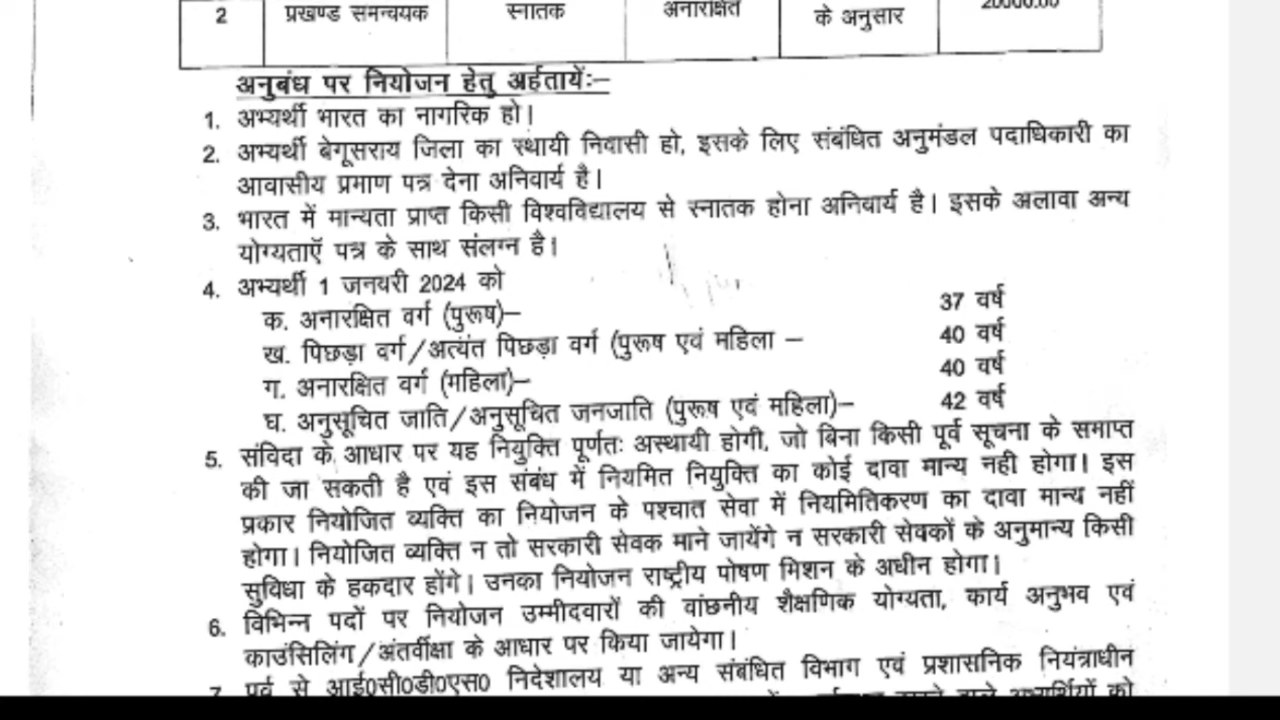 2 प्रखण्ड समन्वयक स्नातक अनारक्षित के अनुसार 20000.00
अनुबंध पर नियोजन हेतु अर्हतायें:–
1. अभ्यर्थी भारत का नागरिक हो।
2. अभ्यर्थी बेगूसराय जिला का स्थायी निवासी हो, इसके लिए संबंधित अनुमंडल पदाधिकारी का
आवासीय प्रमाण पत्र देना अनिवार्य है।
3. भारत में मान्यता प्राप्त किसी विश्वविद्यालय से स्नातक होना अनिवार्य है। इसके अलावा अन्य
योग्यताएँ पत्र के साथ संलग्न है।
4. अभ्यर्थी 1 जनवरी 2024 को
क. अनारक्षित वर्ग (पुरूष)– 37 वर्ष
ख. पिछड़ा वर्ग/अत्यंत पिछड़ा वर्ग (पुरूष एवं महिला – 40 वर्ष
ग. अनारक्षित वर्ग (महिला)– 40 वर्ष
घ. अनुसूचित जाति/अनुसूचित जनजाति (पुरूष एवं महिला)– 42 वर्ष
5. संविदा के आधार पर यह नियुक्ति पूर्णतः अस्थायी होगी, जो बिना किसी पूर्व सूचना के समाप्त
की जा सकती है एवं इस संबंध में नियमित नियुक्ति का कोई दावा मान्य नही होगा। इस
प्रकार नियोजित व्यक्ति का नियोजन के पश्चात सेवा में नियमितिकरण का दावा मान्य नहीं
होगा। नियोजित व्यक्ति न तो सरकारी सेवक माने जायेंगे न सरकारी सेवकों के अनुमान्य किसी
सुविधा के हकदार होंगे। उनका नियोजन राष्ट्रीय पोषण मिशन के अधीन होगा।
6. विभिन्न पदों पर नियोजन उम्मीदवारों की वांछनीय शैक्षणिक योग्यता, कार्य अनुभव एवं
काउंसिलिंग/अंतर्वीक्षा के आधार पर किया जायेगा।
7. पूर्व से आई0सी0डी0एस0 निदेशालय या अन्य संबंधित विभाग एवं प्रशासनिक नियंत्राधीन
वाले अभ्यर्थियों को